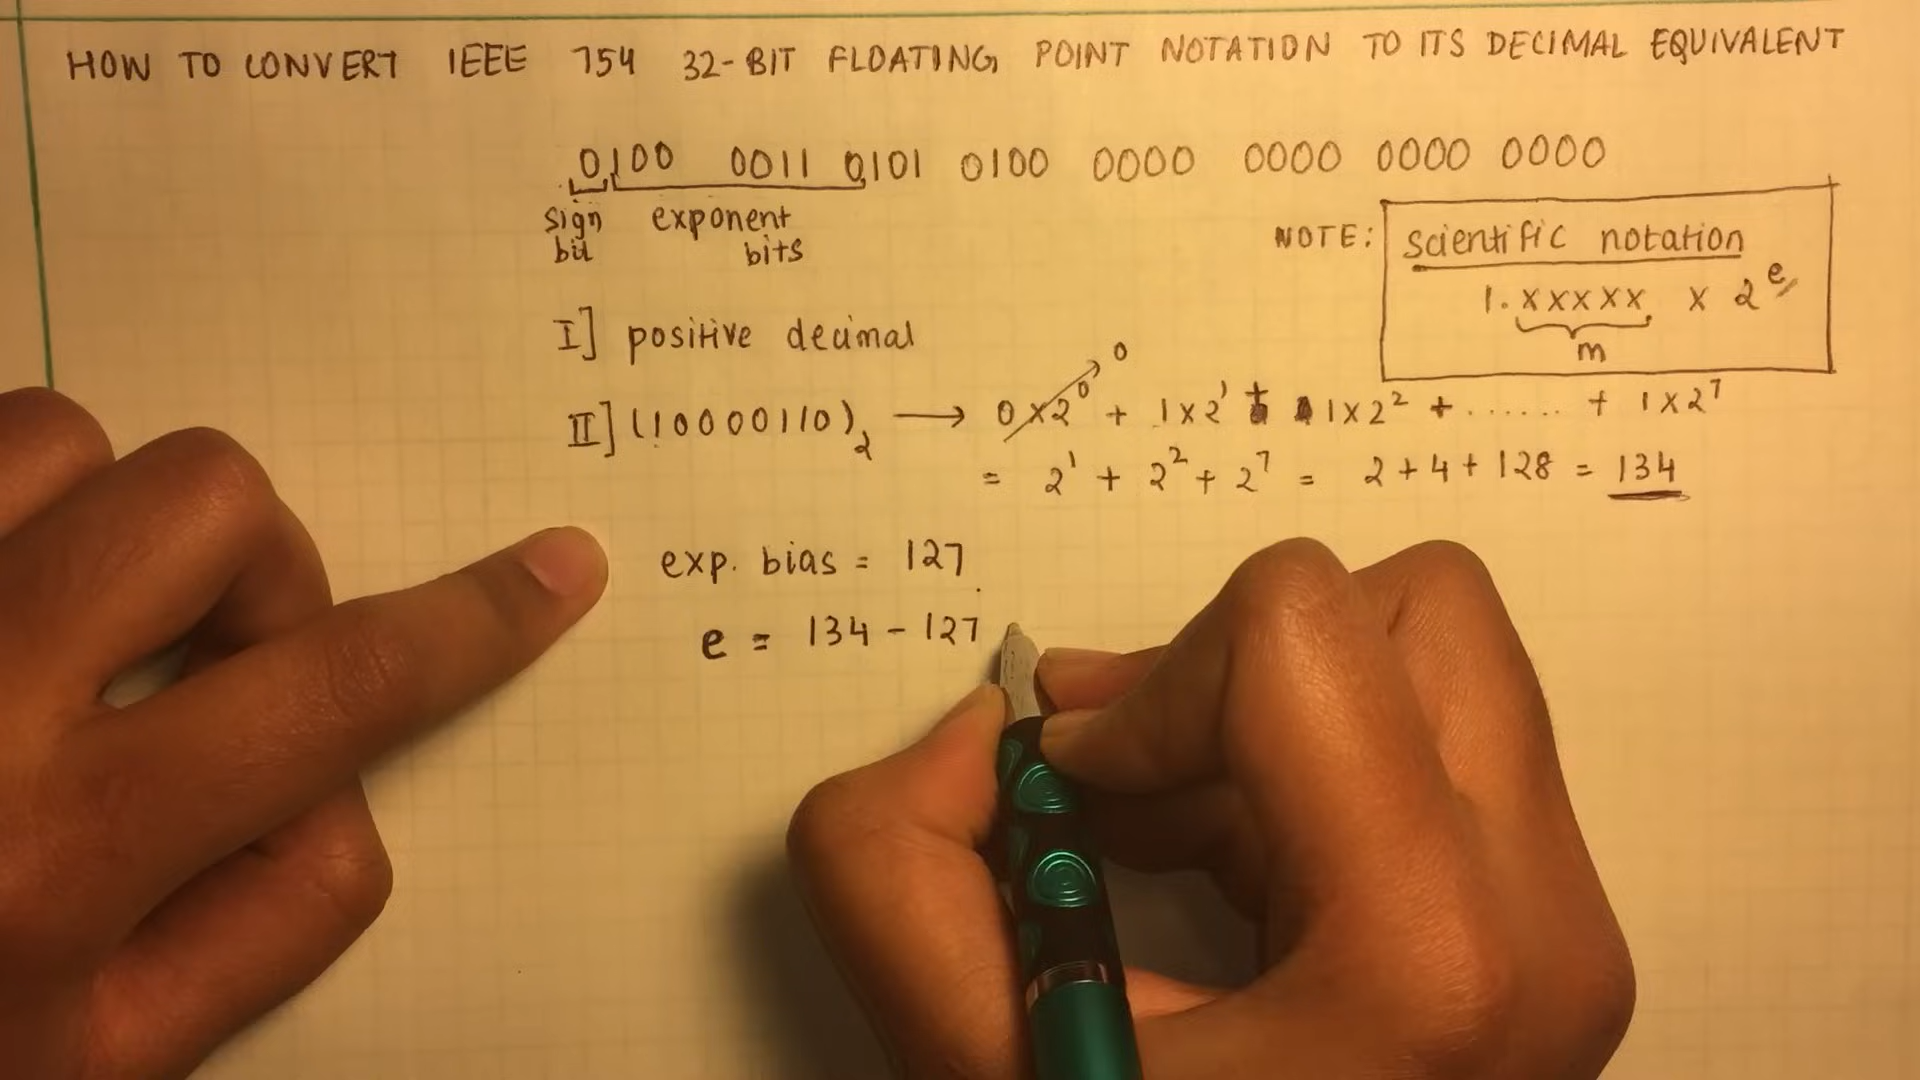 HOW TO CONVERT IEEE 754 32-BIT FLOATING POINT NOTATION TO ITS DECIMAL EQUIVALENT
0100 0011 0101 0100 0000 0000 0000 0000
sign exponent
bit bits
NOTE: scientific notation
1.xxxxx x 2^e
m
I] positive decimal
II] (10000110)₂ → 0x2⁰ 0 + 1x2¹ + 1x2² + ...... + 1x2⁷
= 2¹ + 2² + 2⁷ = 2+4+128 = 134
exp. bias = 127
e = 134 - 127